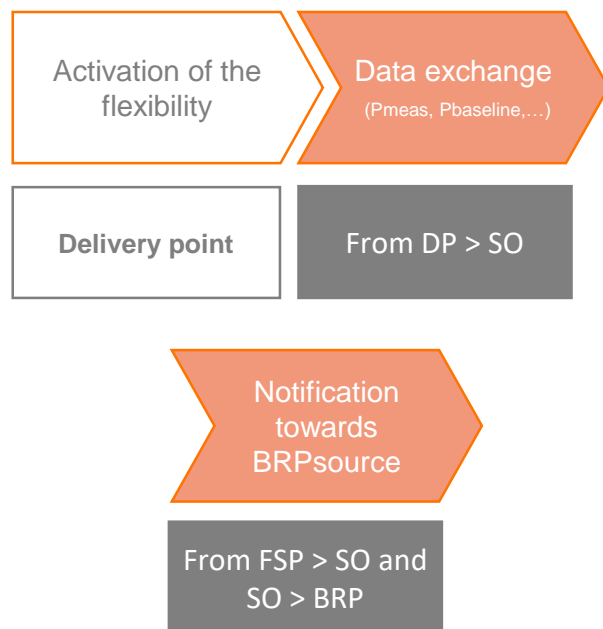 Activation of the
flexibility
Data exchange
(Pmeas, Pbaseline,...)
Delivery point
From DP > SO
Notification
towards
BRPsource
From FSP > SO and
SO > BRP